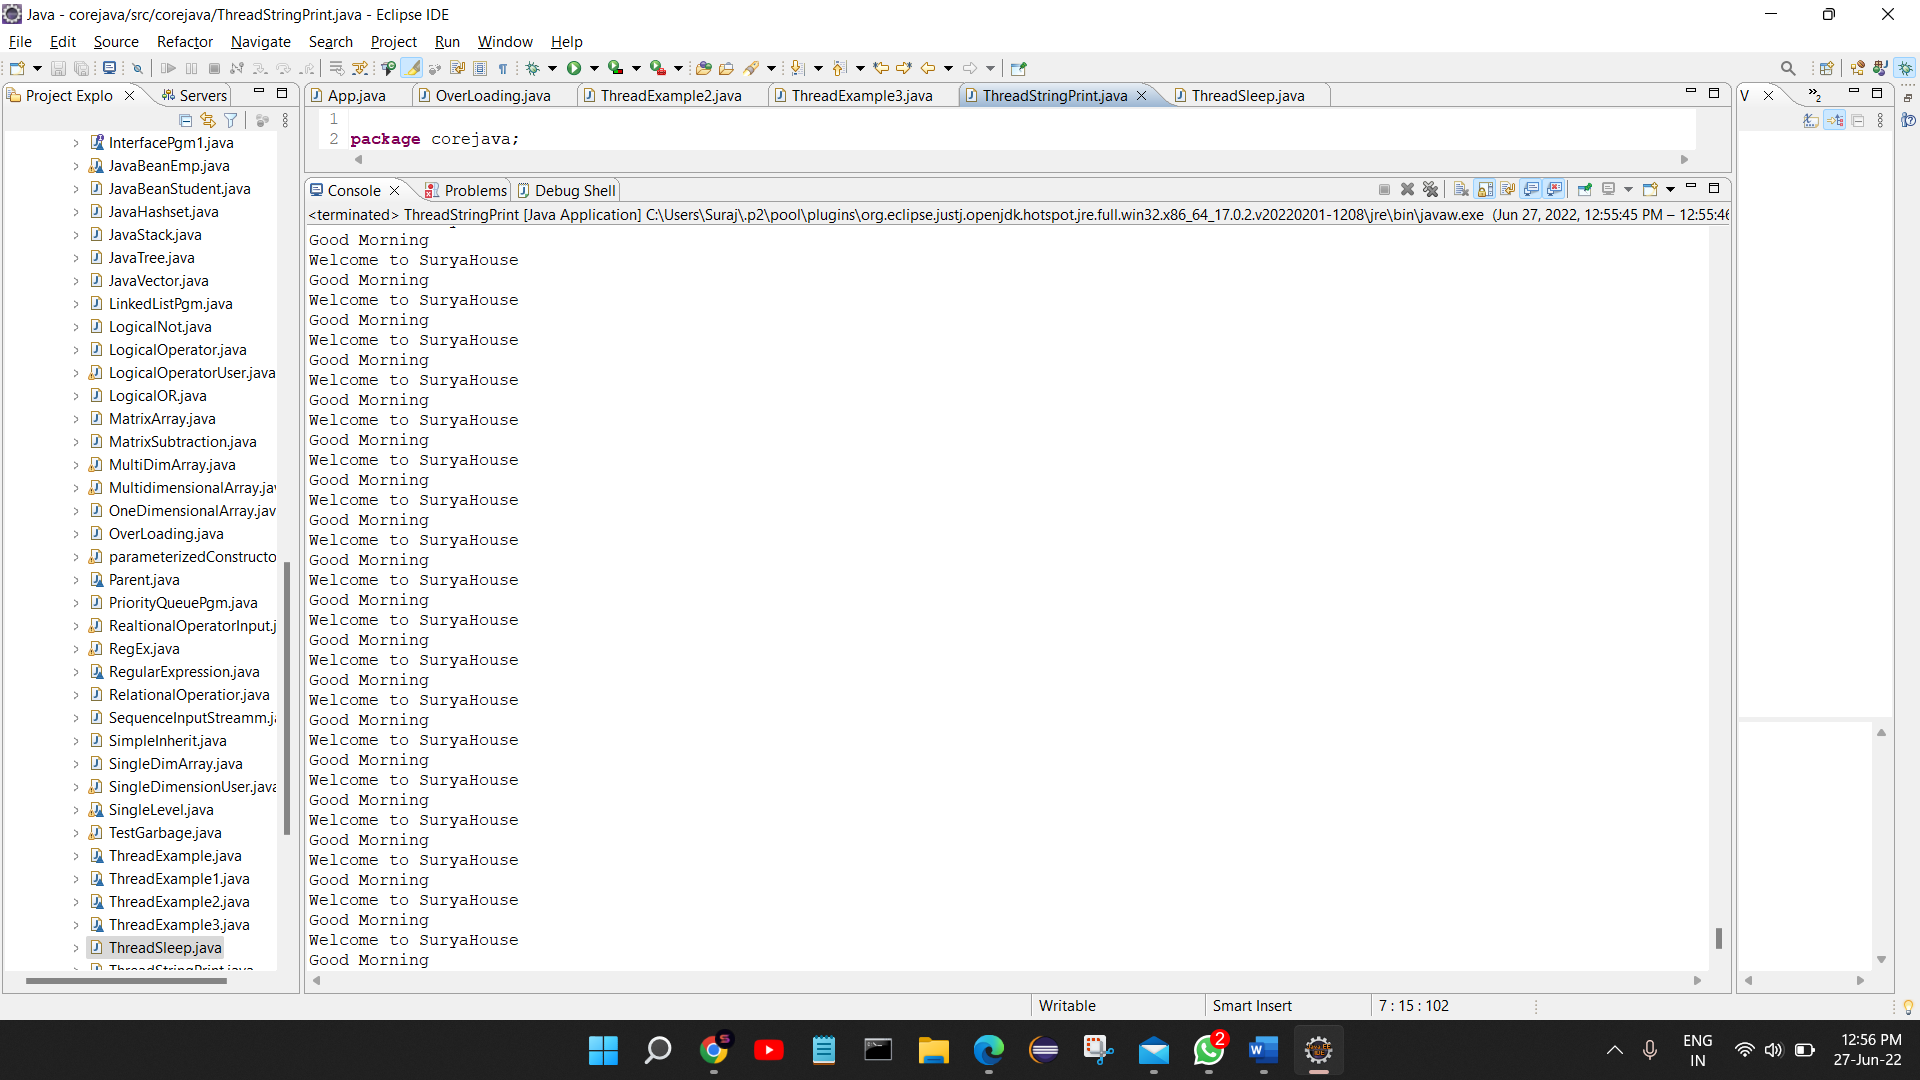 Java - corejava/src/corejava/ThreadStringPrint.java - Eclipse IDE
File Edit Source Refactor Navigate Search Project Run Window Help
Project Explo
Servers
InterfacePgm1.java
JavaBeanEmp.java
JavaBeanStudent.java
JavaHashset.java
JavaStack.java
JavaTree.java
JavaVector.java
LinkedListPgm.java
LogicalNot.java
LogicalOperator.java
LogicalOperatorUser.java
LogicalOR.java
MatrixArray.java
MatrixSubtraction.java
MultiDimArray.java
MultidimensionalArray.jav
OneDimensionalArray.jav
OverLoading.java
parameterizedConstructo
Parent.java
PriorityQueuePgm.java
RealtionalOperatorInput.j
RegEx.java
RegularExpression.java
RelationalOperatior.java
SequenceInputStreamm.ja
SimpleInherit.java
SingleDimArray.java
SingleDimensionUser.java
SingleLevel.java
TestGarbage.java
ThreadExample.java
ThreadExample1.java
ThreadExample2.java
ThreadExample3.java
ThreadSleep.java
ThreadStringPrint.java
App.java OverLoading.java ThreadExample2.java ThreadExample3.java ThreadStringPrint.java ThreadSleep.java
1
2 package corejava;
Console Problems Debug Shell
<terminated> ThreadStringPrint [Java Application] C:\Users\Suraj\.p2\pool\plugins\org.eclipse.justj.openjdk.hotspot.jre.full.win32.x86_64_17.0.2.v20220201-1208\jre\bin\javaw.exe (Jun 27, 2022, 12:55:45 PM – 12:55:46
Good Morning
Welcome to SuryaHouse
Good Morning
Welcome to SuryaHouse
Good Morning
Welcome to SuryaHouse
Good Morning
Welcome to SuryaHouse
Good Morning
Welcome to SuryaHouse
Good Morning
Welcome to SuryaHouse
Good Morning
Welcome to SuryaHouse
Good Morning
Welcome to SuryaHouse
Good Morning
Welcome to SuryaHouse
Good Morning
Welcome to SuryaHouse
Good Morning
Welcome to SuryaHouse
Good Morning
Welcome to SuryaHouse
Good Morning
Welcome to SuryaHouse
Good Morning
Welcome to SuryaHouse
Good Morning
Welcome to SuryaHouse
Good Morning
Welcome to SuryaHouse
Good Morning
Welcome to SuryaHouse
Good Morning
Welcome to SuryaHouse
Good Morning
V
2
Writable Smart Insert 7 : 15 : 102
2
ENG
IN
12:56 PM
27-Jun-22